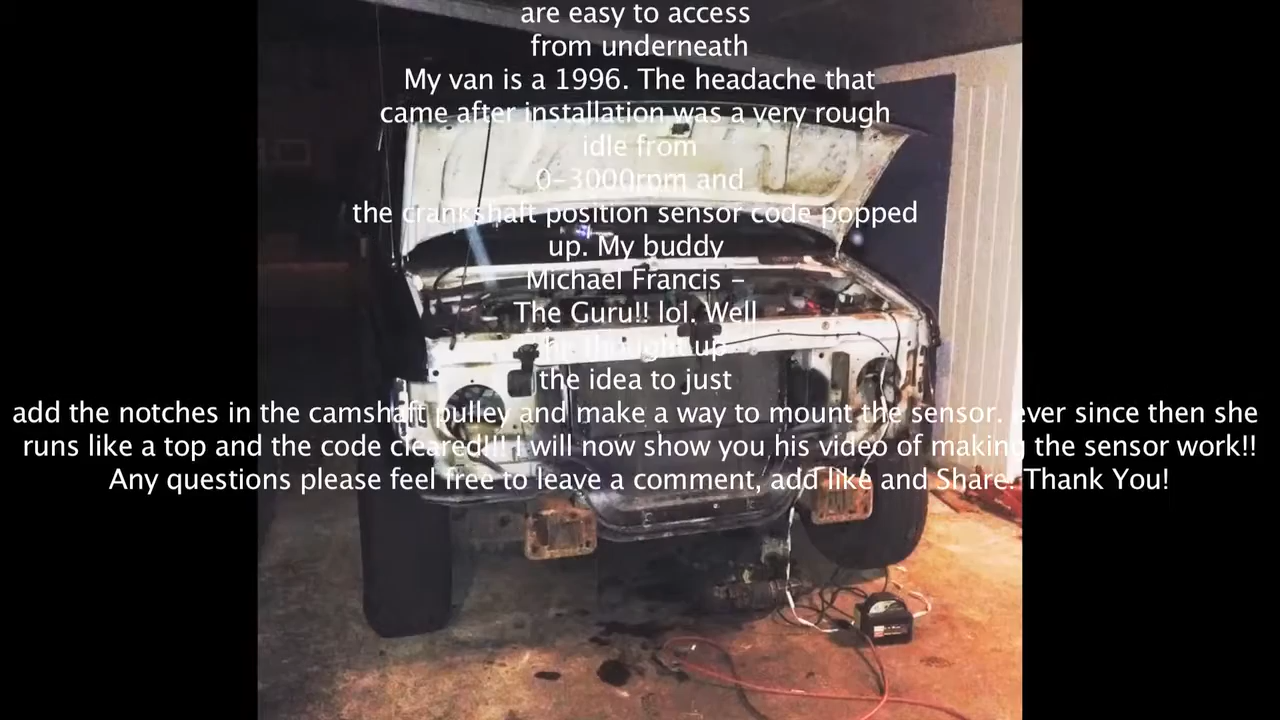 are easy to access
from underneath
My van is a 1996. The headache that
came after installation was a very rough
idle from
0-3000rpm and
the crankshaft position sensor code popped
up. My buddy
Michael Francis -
The Guru!! lol. Well
he thought up
the idea to just
add the notches in the camshaft pulley and make a way to mount the sensor. ever since then she
runs like a top and the code cleared!!! I will now show you his video of making the sensor work!!
Any questions please feel free to leave a comment, add like and Share! Thank You!